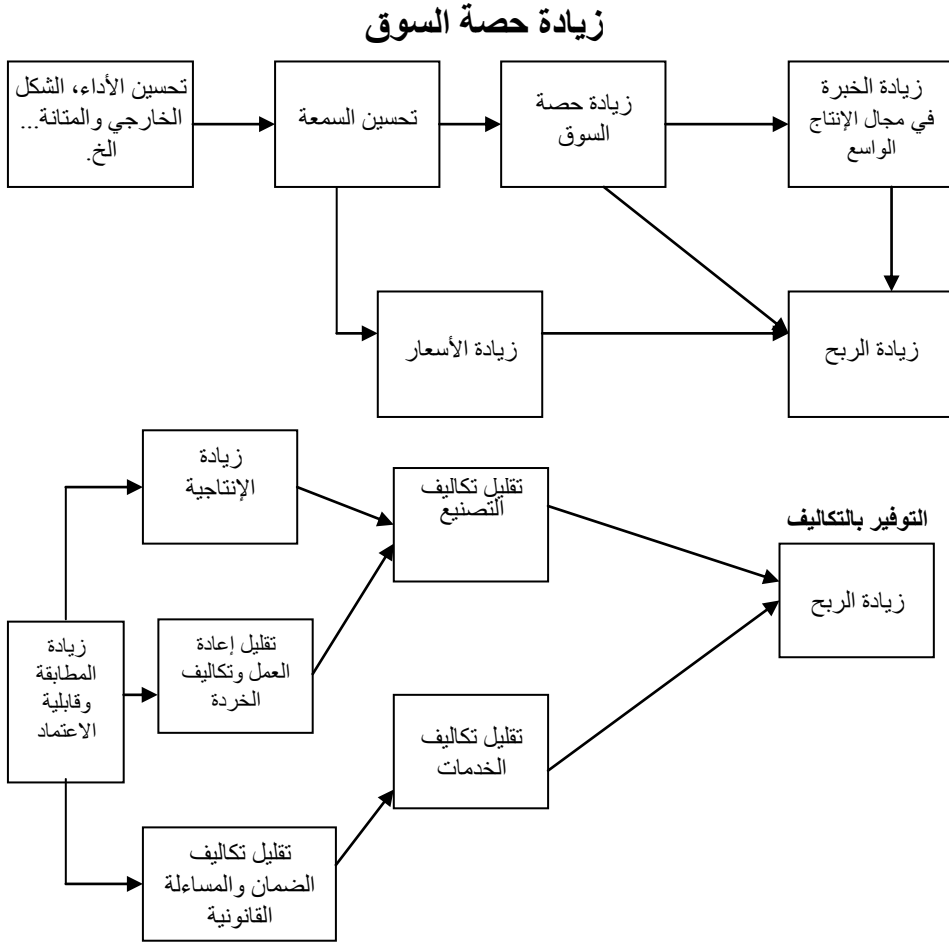 زيادة حصة السوق
تحسين الأداء، الشكل
الخارجي والمتانة...
الخ.
تحسين السمعة
زيادة حصة
السوق
زيادة الخبرة
في مجال الإنتاج
الواسع
زيادة الأسعار
زيادة الربح
زيادة
الإنتاجية
تقليل تكاليف
التصنيع
التوفير بالتكاليف
زيادة الربح
زيادة
المطابقة
وقابلية
الاعتماد
تقليل إعادة
العمل وتكاليف
الخردة
تقليل تكاليف
الخدمات
تقليل تكاليف
الضمان والمساءلة
القانونية